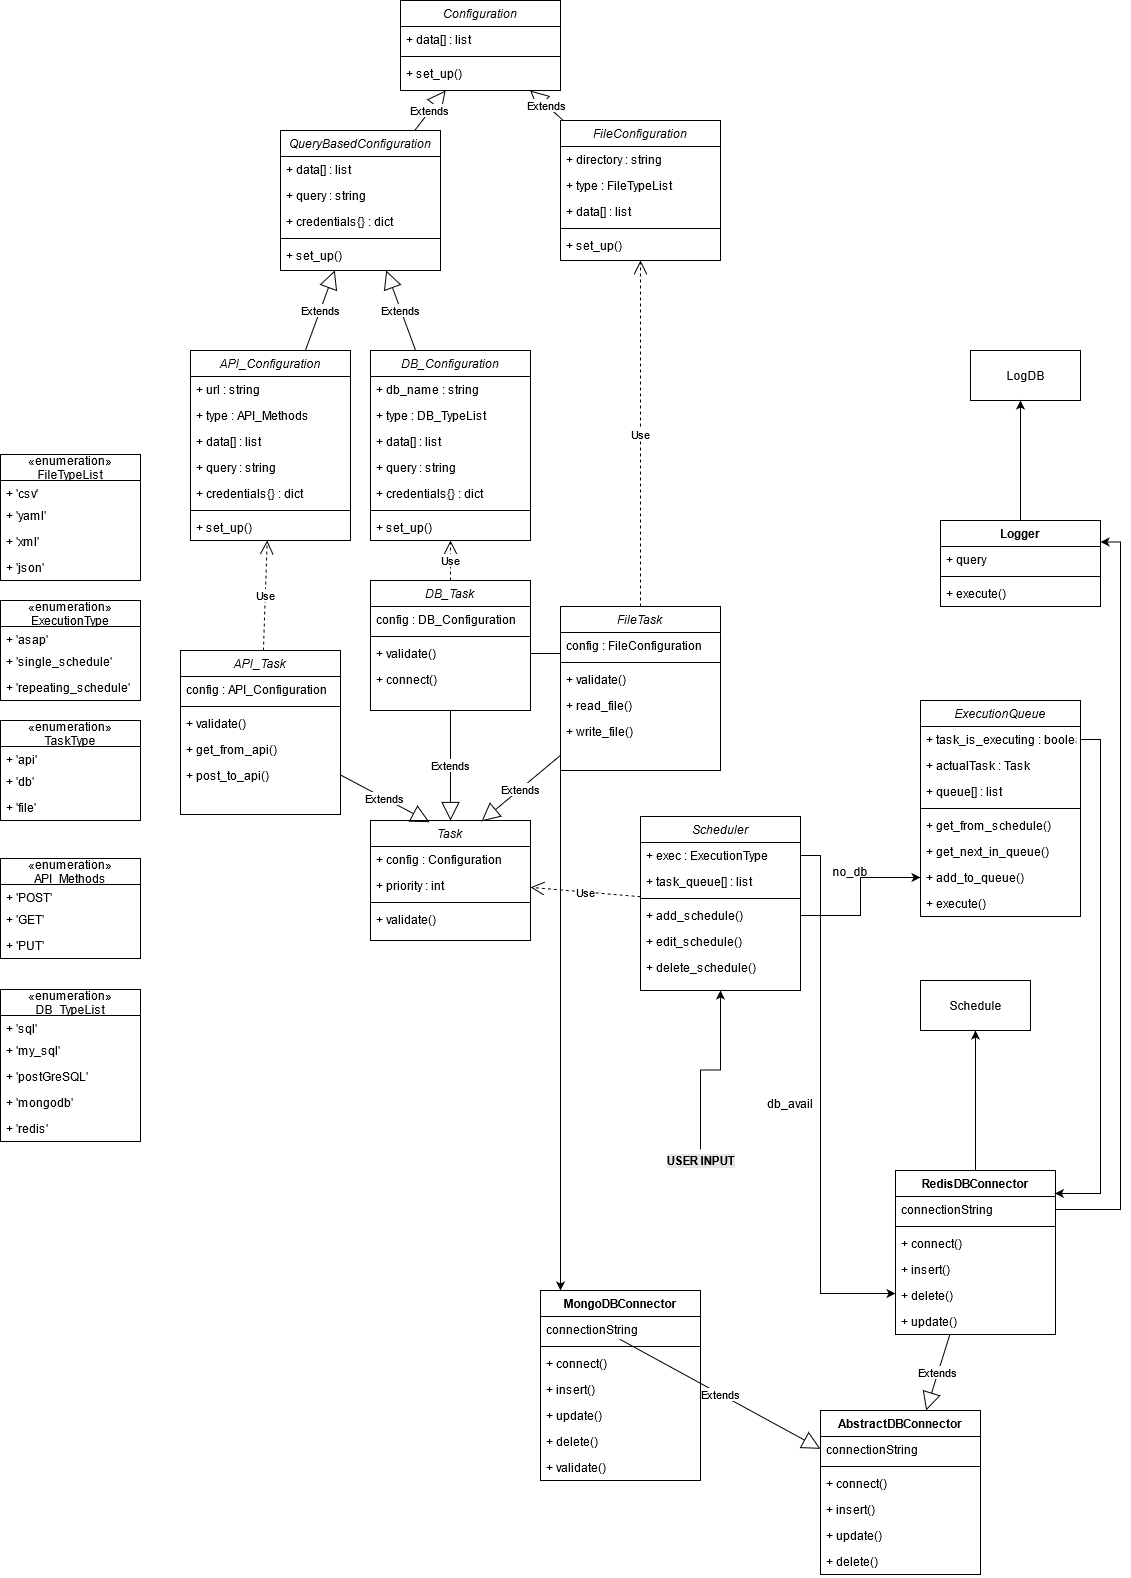 Configuration
+ data[] : list
+ set_up()
Extends
Extends
QueryBasedConfiguration
+ data[] : list
+ query : string
+ credentials{} : dict
+ set_up()
FileConfiguration
+ directory : string
+ type : FileTypeList
+ data[] : list
+ set_up()
Extends
Extends
API_Configuration
+ url : string
+ type : API_Methods
+ data[] : list
+ query : string
+ credentials{} : dict
+ set_up()
DB_Configuration
+ db_name : string
+ type : DB_TypeList
+ data[] : list
+ query : string
+ credentials{} : dict
+ set_up()
Use
LogDB
Logger
+ query
+ execute()
«enumeration»
FileTypeList
+ 'csv'
+ 'yaml'
+ 'xml'
+ 'json'
«enumeration»
ExecutionType
+ 'asap'
+ 'single_schedule'
+ 'repeating_schedule'
«enumeration»
TaskType
+ 'api'
+ 'db'
+ 'file'
«enumeration»
API_Methods
+ 'POST'
+ 'GET'
+ 'PUT'
«enumeration»
DB_TypeList
+ 'sql'
+ 'my_sql'
+ 'postGreSQL'
+ 'mongodb'
+ 'redis'
Use
Use
API_Task
config : API_Configuration
+ validate()
+ get_from_api()
+ post_to_api()
DB_Task
config : DB_Configuration
+ validate()
+ connect()
FileTask
config : FileConfiguration
+ validate()
+ read_file()
+ write_file()
Extends
Extends
Extends
Task
+ config : Configuration
+ priority : int
+ validate()
Use
Scheduler
+ exec : ExecutionType
+ task_queue[] : list
+ add_schedule()
+ edit_schedule()
+ delete_schedule()
no_db
ExecutionQueue
+ task_is_executing : boolea
+ actualTask : Task
+ queue[] : list
+ get_from_schedule()
+ get_next_in_queue()
+ add_to_queue()
+ execute()
Schedule
db_avail
USER INPUT
RedisDBConnector
connectionString
+ connect()
+ insert()
+ delete()
+ update()
MongoDBConnector
connectionString
+ connect()
+ insert()
+ update()
+ delete()
+ validate()
Extends
Extends
AbstractDBConnector
connectionString
+ connect()
+ insert()
+ update()
+ delete()